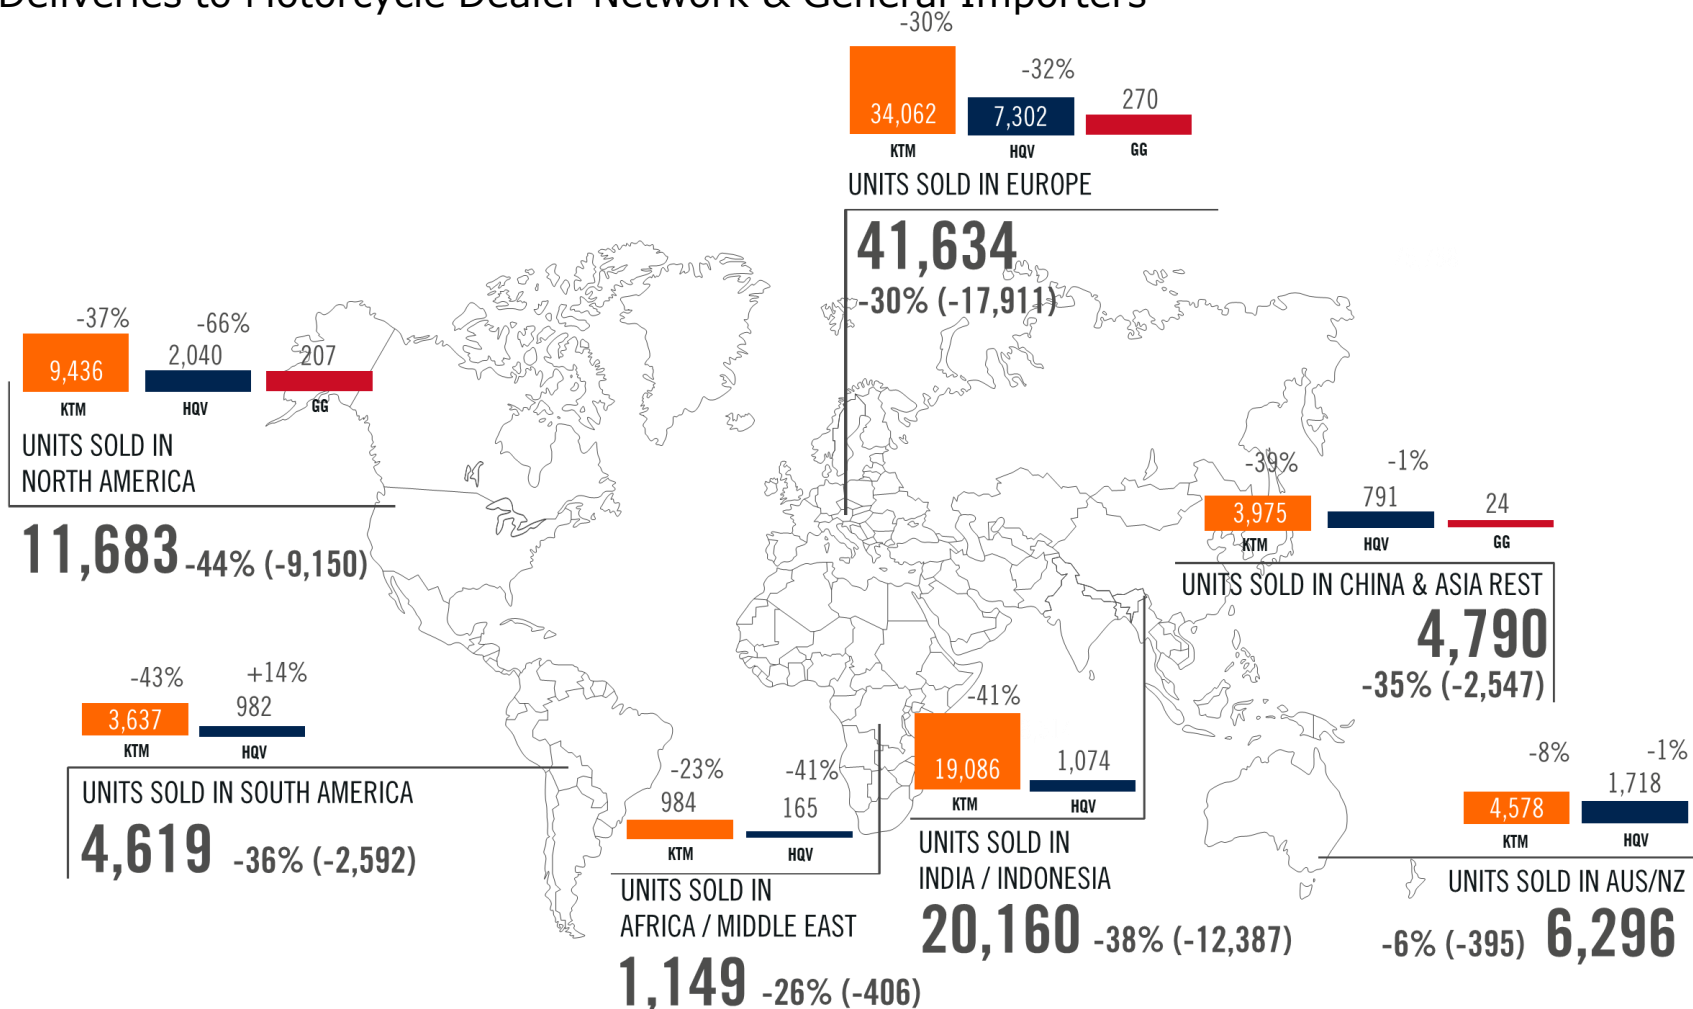 Deliveries to Motorcycle Dealer Network & General Importers
-30%
-32%
34,062
7,302
270
KTM
HQV
GG
UNITS SOLD IN EUROPE
41,634
-30% (-17,911)
-37%
-66%
9,436
2,040
207
KTM
HQV
GG
UNITS SOLD IN
NORTH AMERICA
11,683 -44% (-9,150)
-39%
-1%
3,975
791
24
KTM
HQV
GG
UNITS SOLD IN CHINA & ASIA REST
4,790
-35% (-2,547)
-43%
+14%
3,637
982
KTM
HQV
UNITS SOLD IN SOUTH AMERICA
4,619 -36% (-2,592)
-23%
-41%
984
165
KTM
HQV
UNITS SOLD IN
AFRICA / MIDDLE EAST
1,149 -26% (-406)
-41%
19,086
1,074
KTM
HQV
UNITS SOLD IN
INDIA / INDONESIA
20,160 -38% (-12,387)
-8%
-1%
4,578
1,718
KTM
HQV
UNITS SOLD IN AUS/NZ
-6% (-395) 6,296